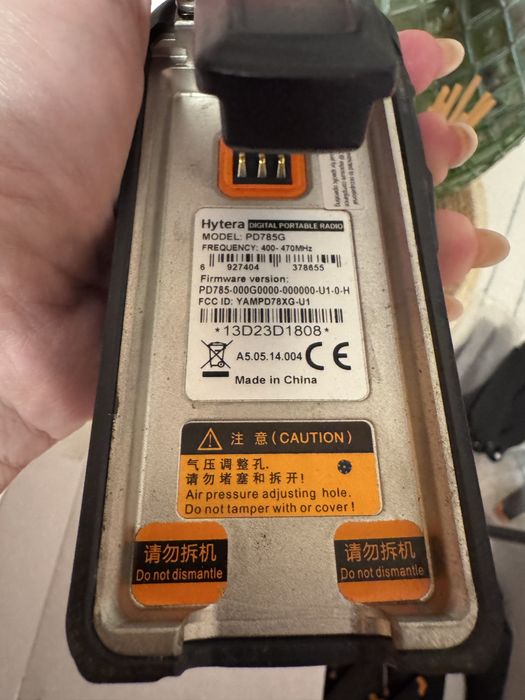 Hytera DIGITAL PORTABLE RADIO
MODEL: PD785G
FREQUENCY: 400- 470MHz
6 927404 378655
Firmware version:
PD785-000G0000-000000-U1-0-H
FCC ID: YAMPD78XG-U1
*13D23D1808*
A5.05.14.004 CE
Made in China
注 意 (CAUTION)
气压调整孔.
请勿堵塞和拆开!
Air pressure adjusting hole.
Do not tamper with or cover !
请勿拆机
Do not dismantle
请勿拆机
Do not dismantle